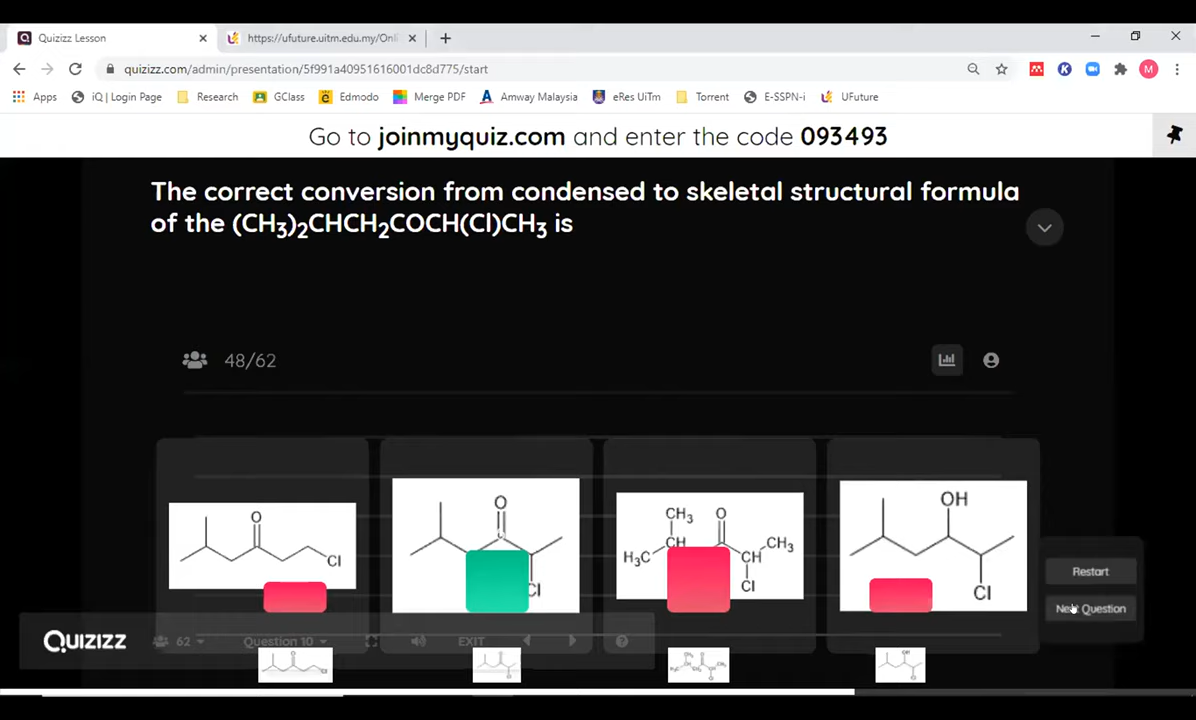 Quizizz Lesson
https://ufuture.uitm.edu.my/Onli
quizizz.com/admin/presentation/5f991a40951616001dc8d775/start
Apps iQ | Login Page Research GClass Edmodo Merge PDF Amway Malaysia eRes UiTm Torrent E-SSPN-i UFuture
Go to joinmyquiz.com and enter the code 093493
The correct conversion from condensed to skeletal structural formula
of the (CH3)2CHCH2COCH(Cl)CH3 is
48/62
O
Cl
O
Cl
CH3
CH
H3C
O
CH
CH3
Cl
OH
Cl
Restart
Next Question
Quizizz
62
Question 10
EXIT